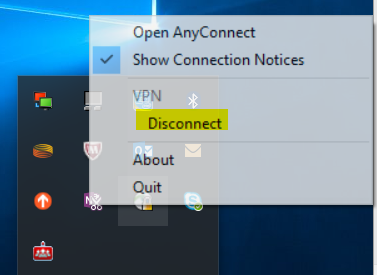 Open AnyConnect
Show Connection Notices
VPN
Disconnect
About
Quit